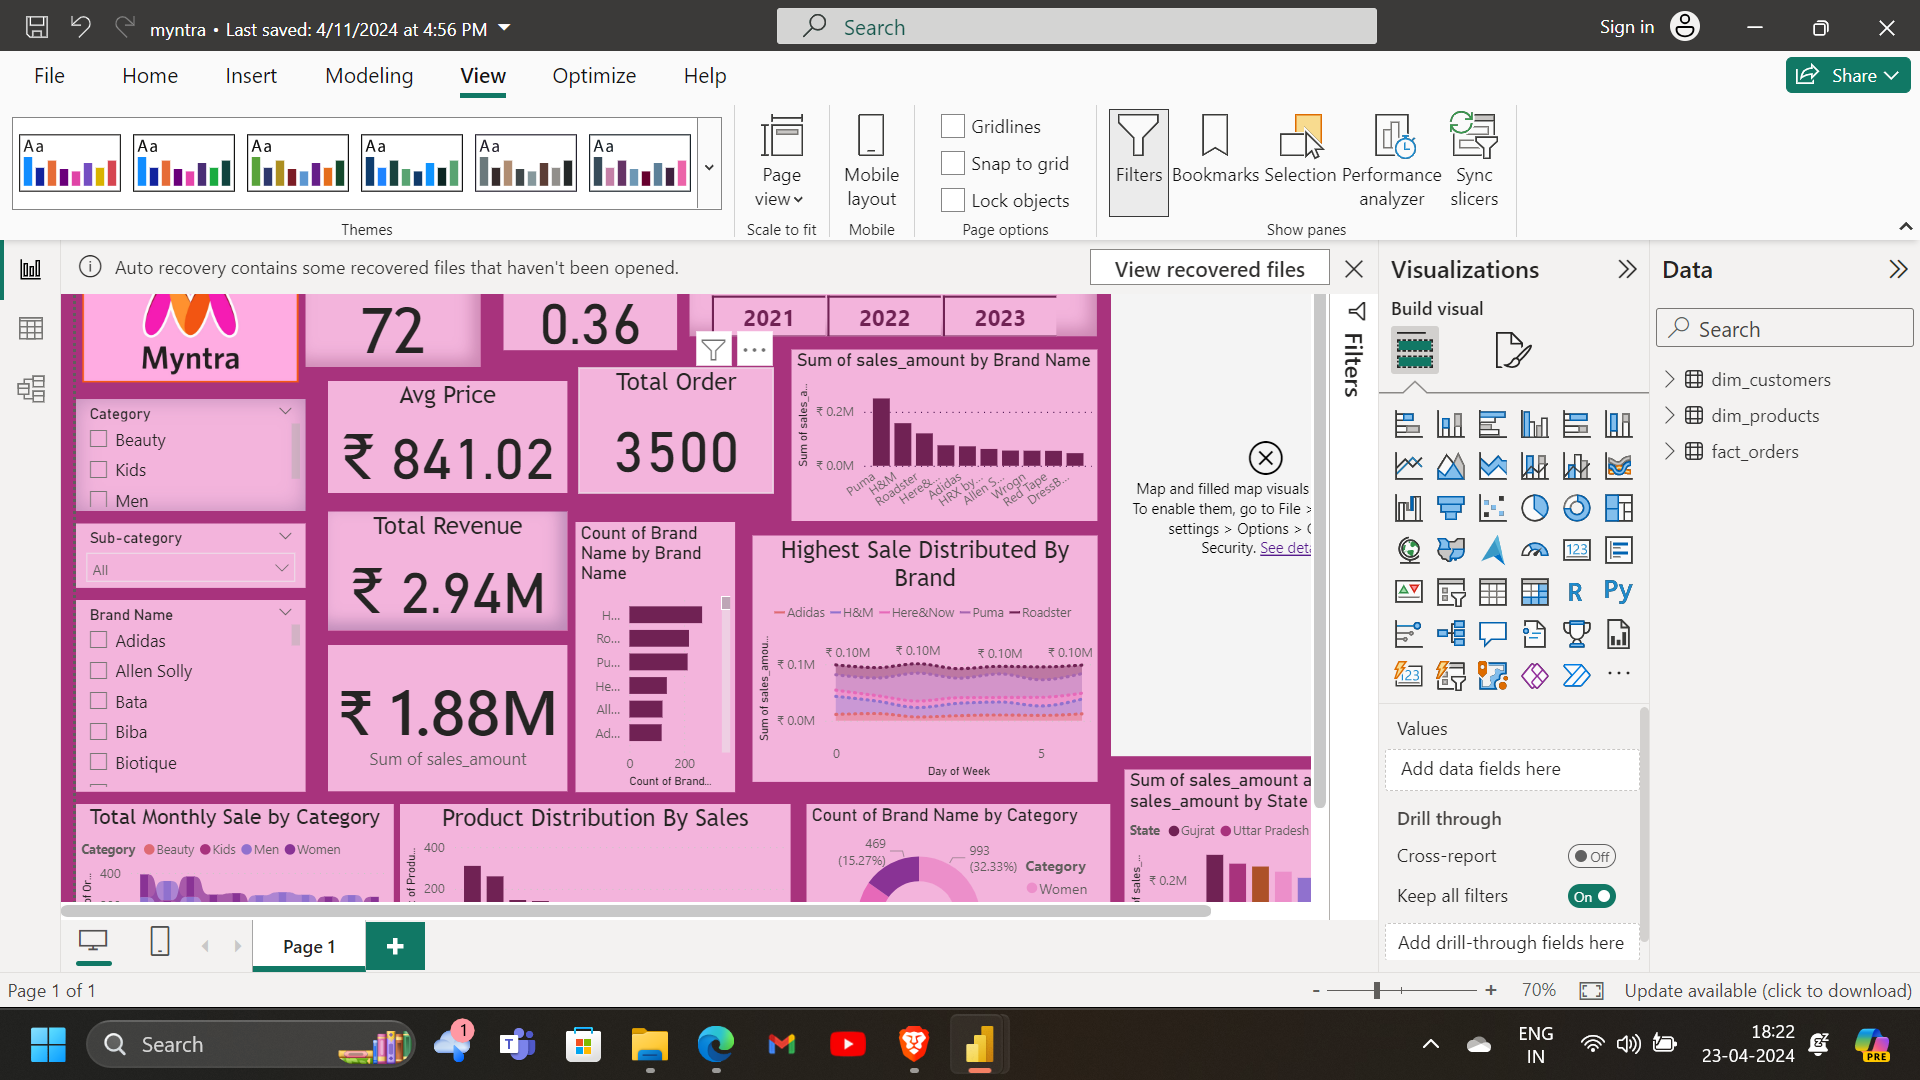 myntra • Last saved: 4/11/2024 at 4:56 PM
Search
Sign in
File
Home
Insert
Modeling
View
Optimize
Help
Share
Aa
Aa
Aa
Aa
Aa
Aa
Themes
Page view
Scale to fit
Mobile layout
Mobile
Gridlines
Snap to grid
Lock objects
Page options
Filters
Bookmarks
Selection
Performance analyzer
Sync slicers
Show panes
Auto recovery contains some recovered files that haven't been opened.
View recovered files
Myntra
72
0.36
2021
2022
2023
Category
Beauty
Kids
Men
Sub-category
All
Brand Name
Adidas
Allen Solly
Bata
Biba
Biotique
Avg Price
₹ 841.02
Total Order
3500
Total Revenue
₹ 2.94M
₹ 1.88M
Sum of sales_amount
Count of Brand
Name by Brand
Name
H...
Ro...
Pu...
He...
All...
Ad...
0
200
Count of Brand...
Sum of sales_amount by Brand Name
Sum of sales_a...
₹ 0.2M
₹ 0.0M
Puma
H&M
Roadster
Here&...
Adidas
HRX by...
Allen S...
Wrogn
Red Tape
DressB...
Highest Sale Distributed By
Brand
Adidas
H&M
Here&Now
Puma
Roadster
Sum of sales_amou...
₹ 0.1M
₹ 0.0M
₹ 0.10M
₹ 0.10M
₹ 0.10M
₹ 0.10M
0
5
Day of Week
Map and filled map visuals
To enable them, go to File >
settings > Options >
Security. See deta
Total Monthly Sale by Category
Category
Beauty
Kids
Men
Women
400
Product Distribution By Sales
400
200
of Produ...
Count of Brand Name by Category
469
(15.27%)
993
(32.33%)
Category
Women
Sum of sales_amount a
sales_amount by State
State
Gujrat
Uttar Pradesh
₹ 0.2M
of sales_...
Filters
Visualizations
Build visual
123
R
Py
123
Values
Add data fields here
Drill through
Cross-report
Off
Keep all filters
On
Add drill-through fields here
Data
Search
dim_customers
dim_products
fact_orders
Page 1
+
Page 1 of 1
-
+
70%
Update available (click to download)
Search
1
T
ENG
IN
18:22
23-04-2024
PRE